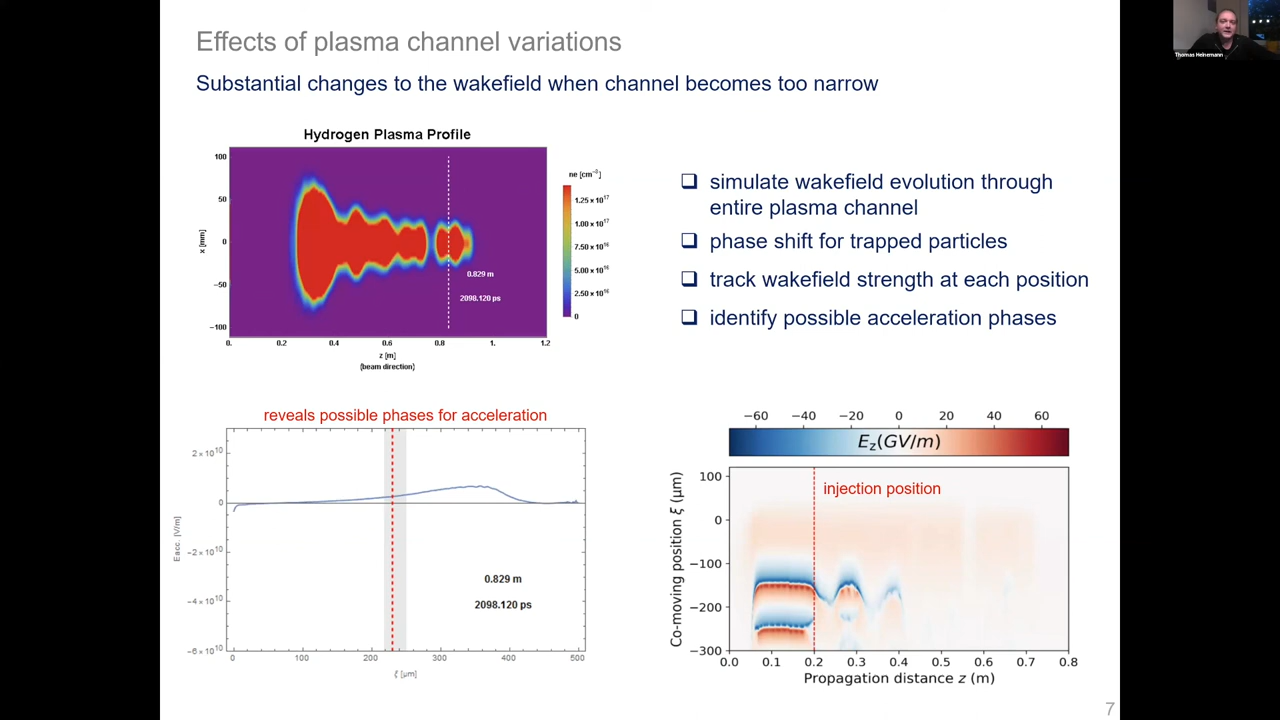 Effects of plasma channel variations
Thomas Heinemann
Substantial changes to the wakefield when channel becomes too narrow
Hydrogen Plasma Profile
100
50
0
−50
−100
x [mm]
0.829 m
2098.120 ps
0. 0.2 0.4 0.6 0.8 1. 1.2
z [m]
(beam direction)
ne [cm⁻³]
1.25×10¹⁷
1.00×10¹⁷
7.50×10¹⁶
5.00×10¹⁶
2.50×10¹⁶
0
❑ simulate wakefield evolution through
entire plasma channel
❑ phase shift for trapped particles
❑ track wakefield strength at each position
❑ identify possible acceleration phases
reveals possible phases for acceleration
2×10¹⁰
0
−2×10¹⁰
−4×10¹⁰
−6×10¹⁰
Eacc. [V/m]
0.829 m
2098.120 ps
0 100 200 300 400 500
ξ [μm]
−60 −40 −20 0 20 40 60
E_z(GV/m)
injection position
100
0
−100
−200
−300
Co-moving position ξ (μm)
0.0 0.1 0.2 0.3 0.4 0.5 0.6 0.7 0.8
Propagation distance z (m)
7